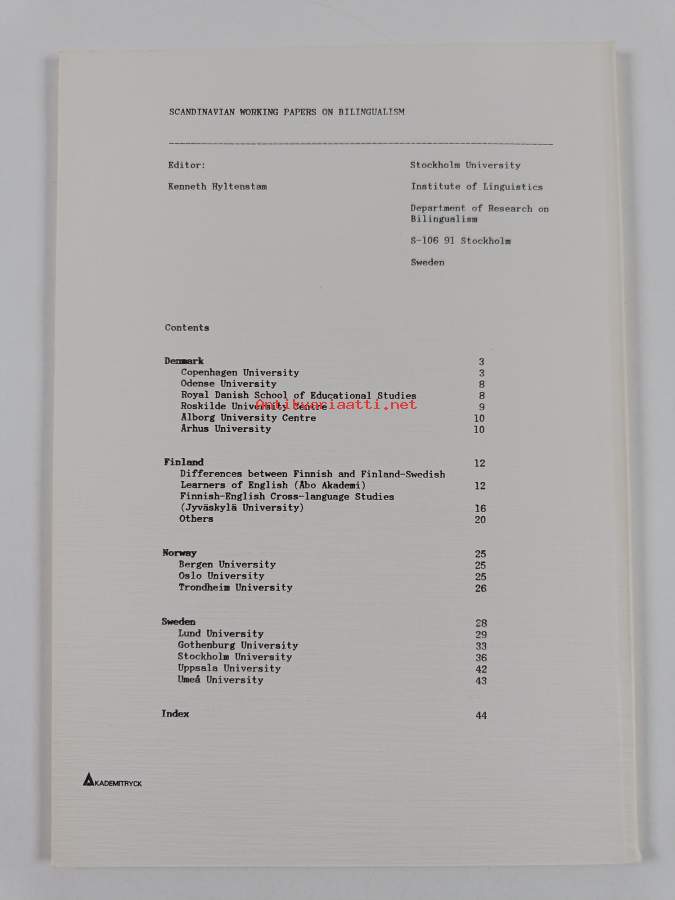 SCANDINAVIAN WORKING PAPERS ON BILINGUALISM
Editor:
Kenneth Hyltenstam
Stockholm University
Institute of Linguistics
Department of Research on
Bilingualism
S-106 91 Stockholm
Sweden
Contents
Denmark 3
Copenhagen University 3
Odense University 8
Royal Danish School of Educational Studies 8
Roskilde University Centre 9
Antikvariaatti.net
Alborg University Centre 10
Arhus University 10
Finland 12
Differences between Finnish and Finland-Swedish
Learners of English (Åbo Akademi) 12
Finnish-English Cross-language Studies
(Jyväskylä University) 16
Others 20
Norway 25
Bergen University 25
Oslo University 25
Trondheim University 26
Sweden 28
Lund University 29
Gothenburg University 33
Stockholm University 36
Uppsala University 42
Umeå University 43
Index 44
AKADEMITRYCK